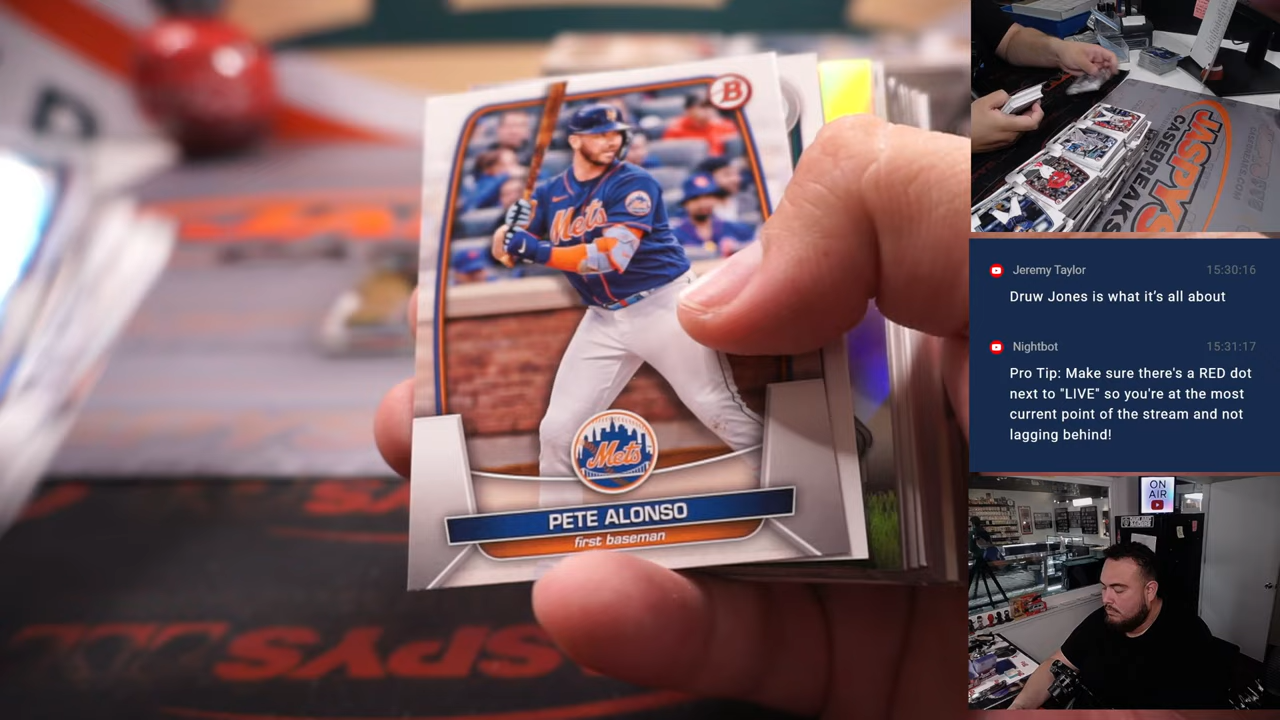 B
Mets
Mets
PETE ALONSO
first baseman
JASPYS
CASEBREAKS
Jeremy Taylor 15:30:16
Druw Jones is what it's all about
Nightbot 15:31:17
Pro Tip: Make sure there's a RED dot
next to "LIVE" so you're at the most
current point of the stream and not
lagging behind!
ON
AIR